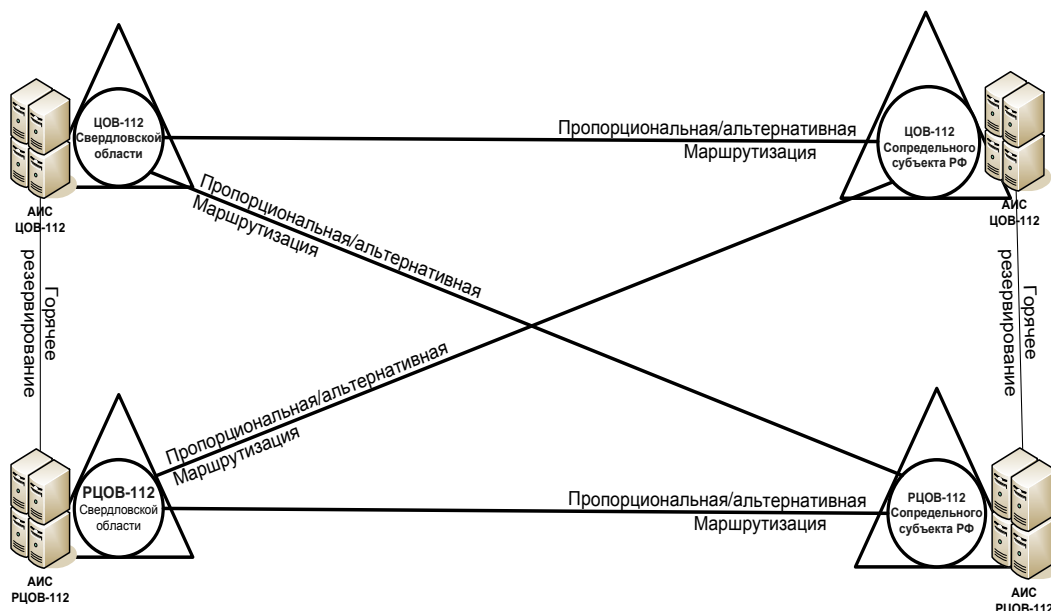 ЦОВ-112
Свердловской
области
АИС
ЦОВ-112
Пропорциональная/альтернативная
Маршрутизация
ЦОВ-112
Сопредельного
субъекта РФ
АИС
ЦОВ-112
Пропорциональная/альтернативная
Маршрутизация
Горячее
резервирование
Горячее
резервирование
Пропорциональная/альтернативная
Маршрутизация
РЦОВ-112
Свердловской
области
АИС
РЦОВ-112
Пропорциональная/альтернативная
Маршрутизация
РЦОВ-112
Сопредельного
субъекта РФ
АИС
РЦОВ-112